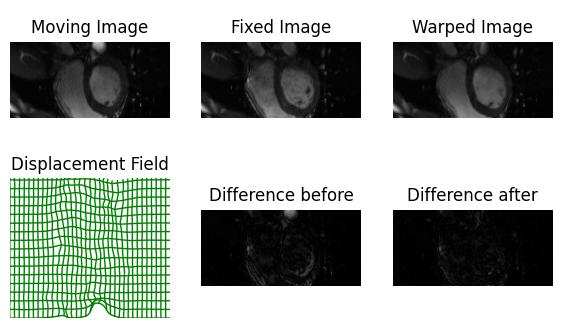 Moving Image
Fixed Image
Warped Image
Displacement Field
Difference before
Difference after